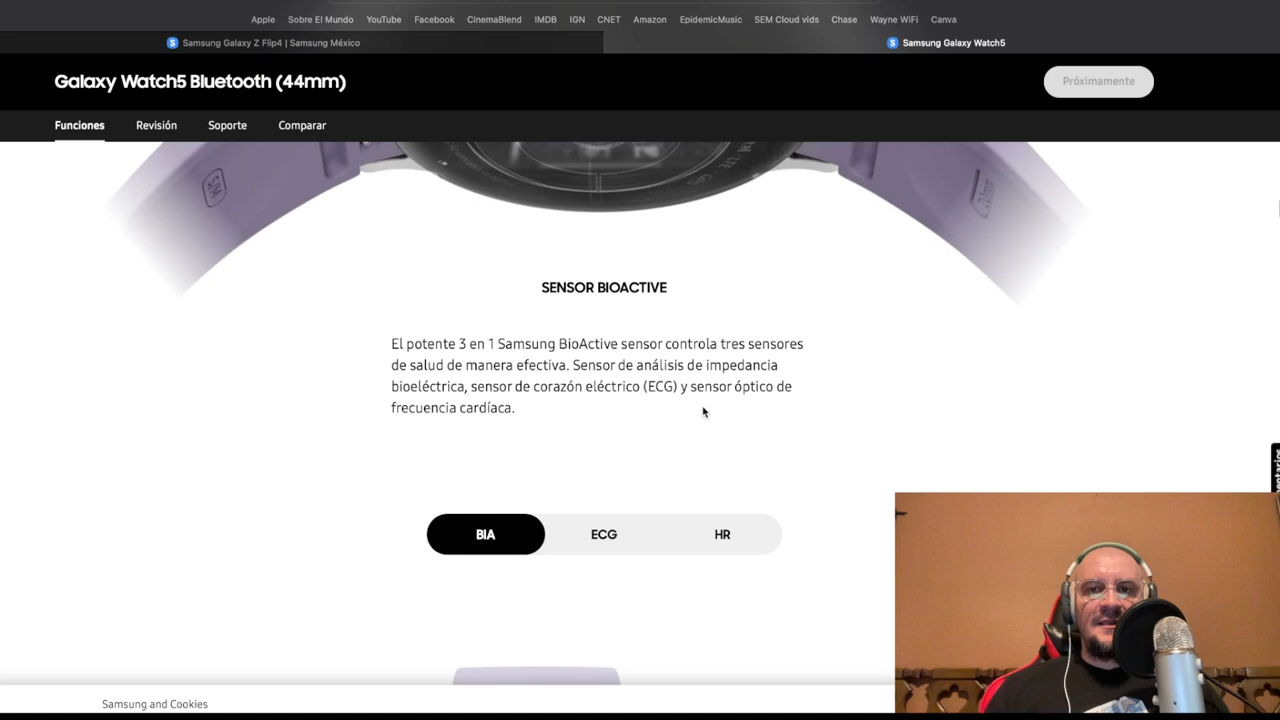 Apple Sobre El Mundo YouTube Facebook CinemaBlend IMDB IGN CNET Amazon EpidemicMusic SEM Cloud vids Chase Wayne WiFi Canva
Samsung Galaxy Z Flip4 | Samsung México
Samsung Galaxy Watch5
Galaxy Watch5 Bluetooth (44mm)
Próximamente
Funciones Revisión Soporte Comparar
S/M
20mm
SENSOR BIOACTIVE
El potente 3 en 1 Samsung BioActive sensor controla tres sensores
de salud de manera efectiva. Sensor de análisis de impedancia
bioeléctrica, sensor de corazón eléctrico (ECG) y sensor óptico de
frecuencia cardíaca.
BIA ECG HR
Samsung and Cookies